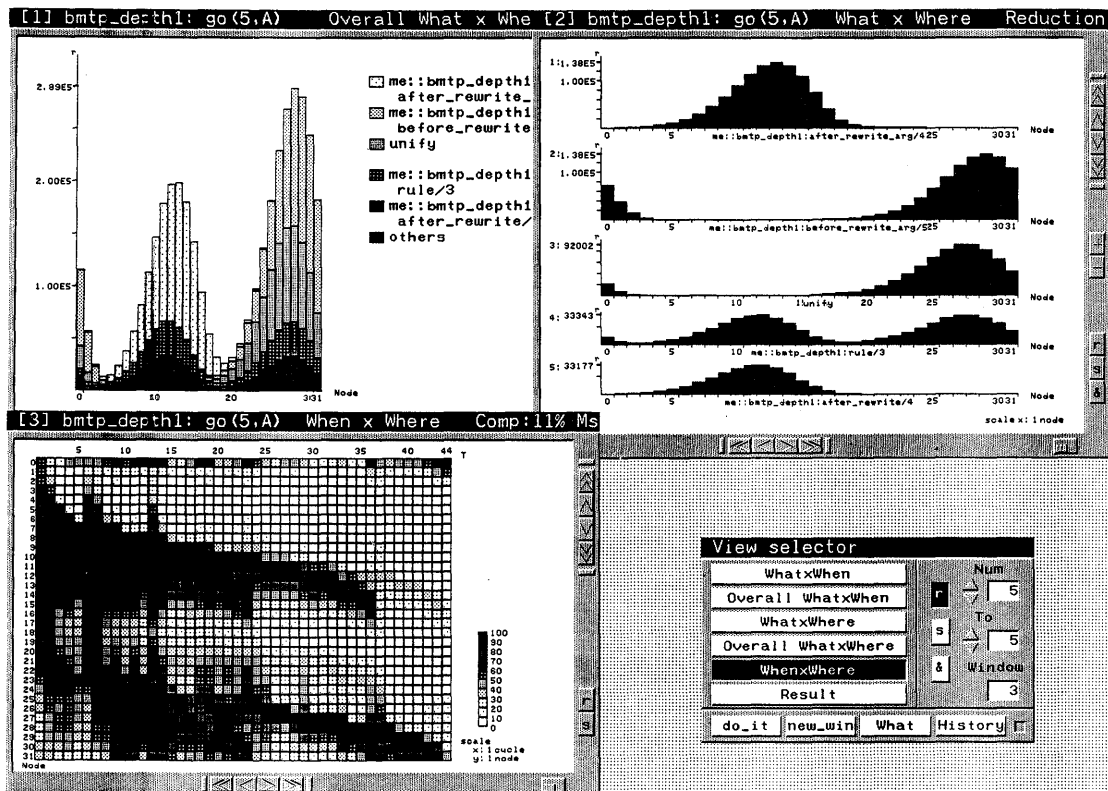 [1] bmtp_depth1: go(5,A) Overall What x Whe
r
2.99E5
2.00E5
1.00E5
0 10 20 31 Node
me::bmtp_depth1
after_rewrite_
me::bmtp_depth1
before_rewrite
unify
me::bmtp_depth1
rule/3
me::bmtp_depth1
after_rewrite/
others
[2] bmtp_depth1: go(5,A) What x Where Reduction
r
1:1.38E5
1.00E5
0 5 25 3031 Node
me::bmtp_depth1:after_rewrite_arg/4
r
2:1.38E5
1.00E5
0 5 25 3031 Node
me::bmtp_depth1:before_rewrite_arg/5
r
3:92002
0 5 10 20 25 3031 Node
unify
r
4:33343
0 5 10 25 3031 Node
me::bmtp_depth1:rule/3
r
5:33177
0 5 25 3031 Node
me::bmtp_depth1:after_rewrite/4
scale x: 1 node
r
s
&
[3] bmtp_depth1: go(5,A) When x Where Comp:11% Ms
5 10 15 20 25 30 35 40 44 T
0
1
2
3
4
5
6
7
8
9
10
11
12
13
14
15
16
17
18
19
20
21
22
23
24
25
26
27
28
29
30
31
Node
100
90
80
70
60
50
40
30
20
10
0
scale
x: 1 cycle
y: 1 node
r
s
View selector
WhatxWhen
Overall WhatxWhen
WhatxWhere
Overall WhatxWhere
WhenxWhere
Result
r
s
&
Num
5
To
5
Window
3
do_it new_win What History